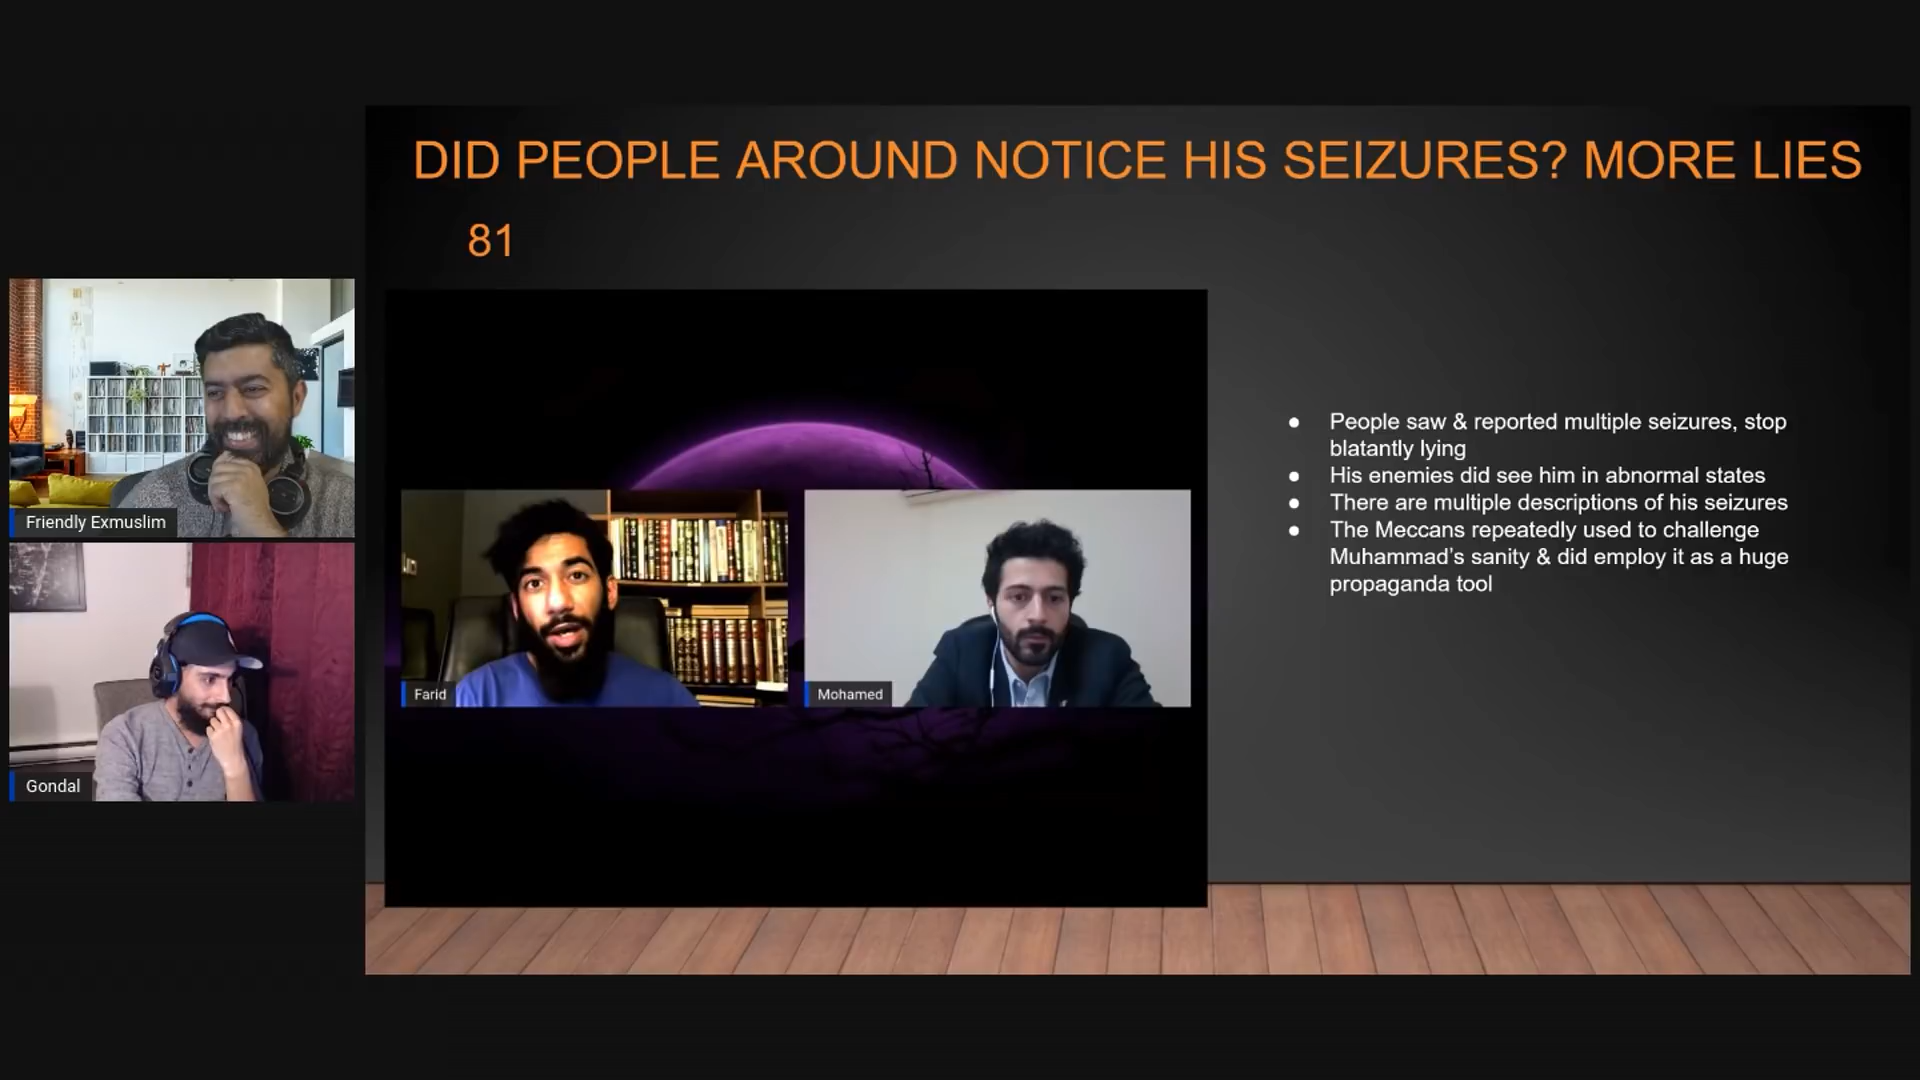 DID PEOPLE AROUND NOTICE HIS SEIZURES? MORE LIES
81
Friendly Exmuslim
Gondal
Farid
Mohamed
● People saw & reported multiple seizures, stop
blatantly lying
● His enemies did see him in abnormal states
● There are multiple descriptions of his seizures
● The Meccans repeatedly used to challenge
Muhammad's sanity & did employ it as a huge
propaganda tool